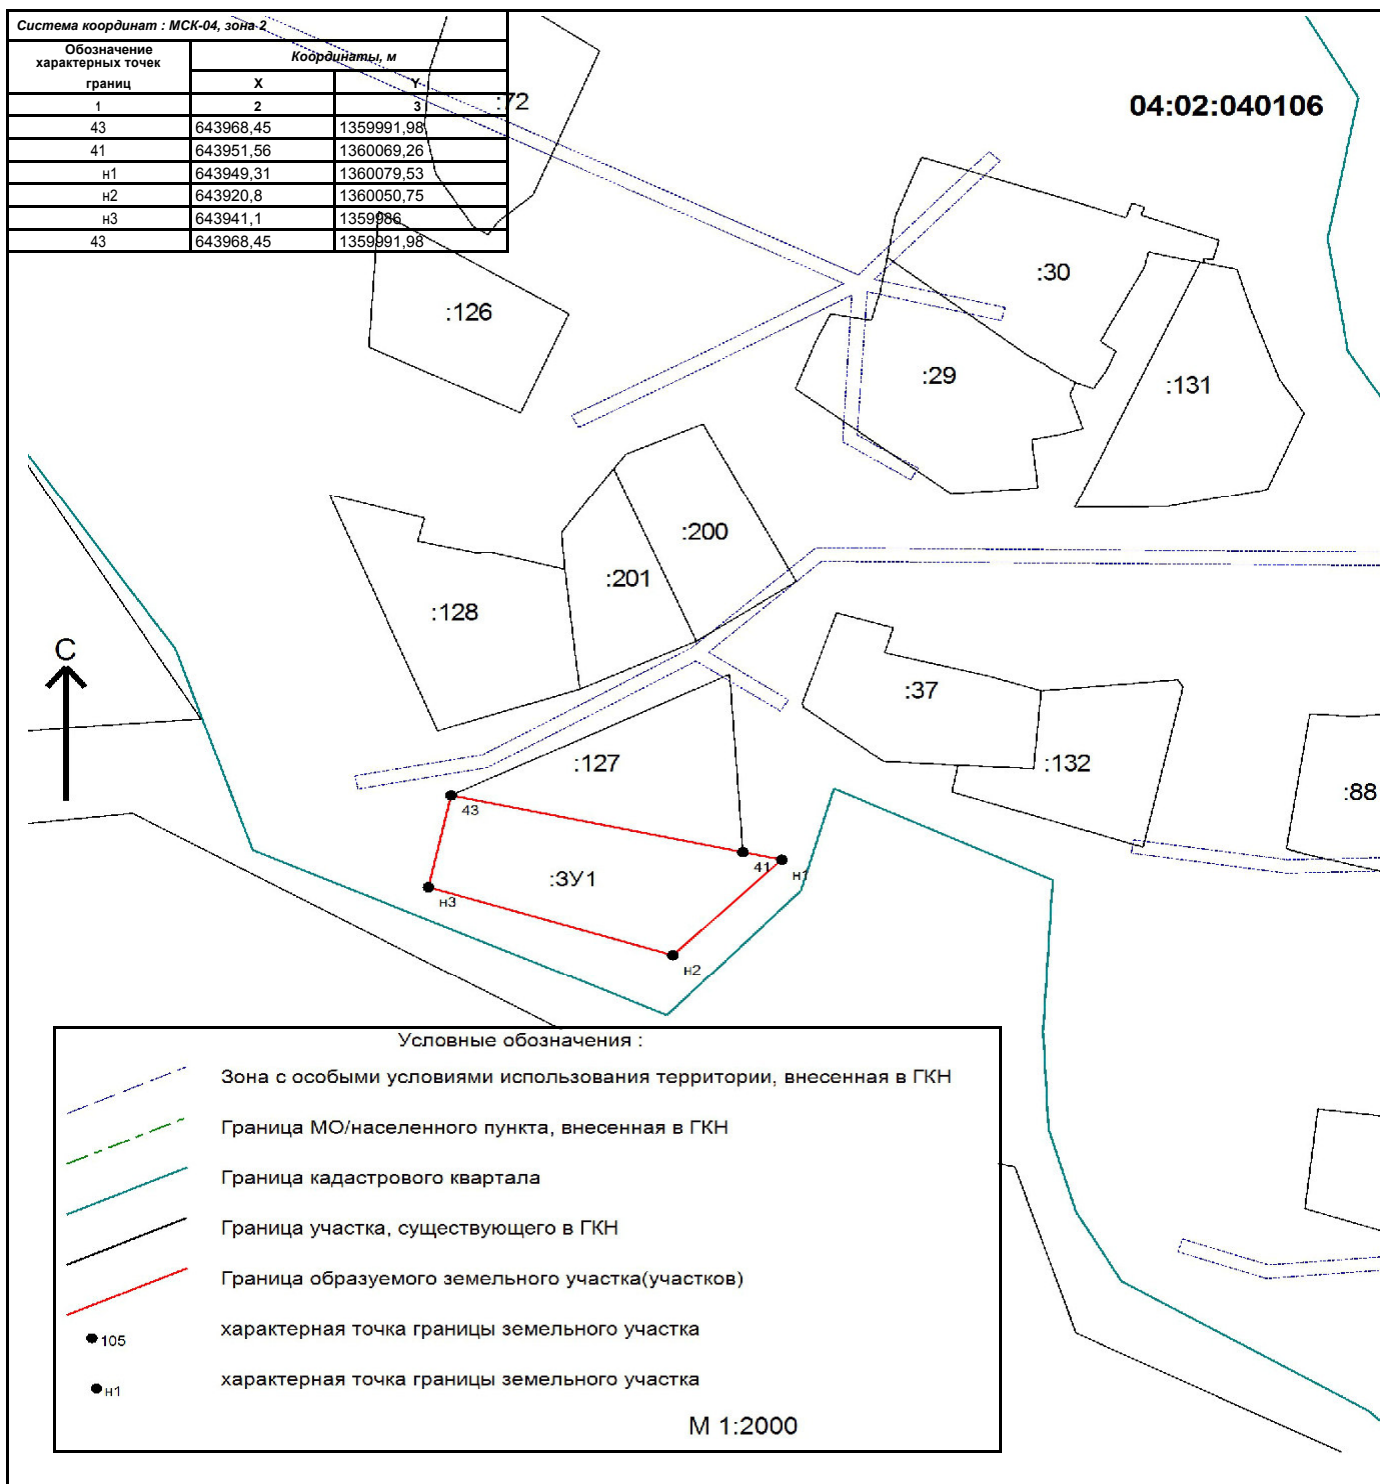 Система координат : МСК-04, зона 2
Обозначение характерных точек границ
Координаты, м
X Y
1 2 3
43 643968,45 1359991,98
41 643951,56 1360069,26
н1 643949,31 1360079,53
н2 643920,8 1360050,75
н3 643941,1 1359986
43 643968,45 1359991,98
:72
04:02:040106
:30
:126
:29
:131
:200
:201
:128
С
:37
:127
:132
:88
43
41
н1
:ЗУ1
н3
н2
Условные обозначения :
Зона с особыми условиями использования территории, внесенная в ГКН
Граница МО/населенного пункта, внесенная в ГКН
Граница кадастрового квартала
Граница участка, существующего в ГКН
Граница образуемого земельного участка(участков)
105 характерная точка границы земельного участка
н1 характерная точка границы земельного участка
М 1:2000